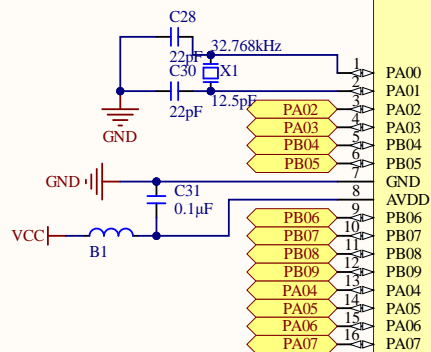 C28
22pF
32.768kHz
C30
X1
22pF
12.5pF
GND
1 PA00
2 PA01
PA02 3 PA02
PA03 4 PA03
PB04 5 PB04
PB05 6 PB05
GND 7 GND
C31
0.1µF
8 AVDD
VCC
B1
PB06 9 PB06
PB07 10 PB07
PB08 11 PB08
PB09 12 PB09
PA04 13 PA04
PA05 14 PA05
PA06 15 PA06
PA07 16 PA07